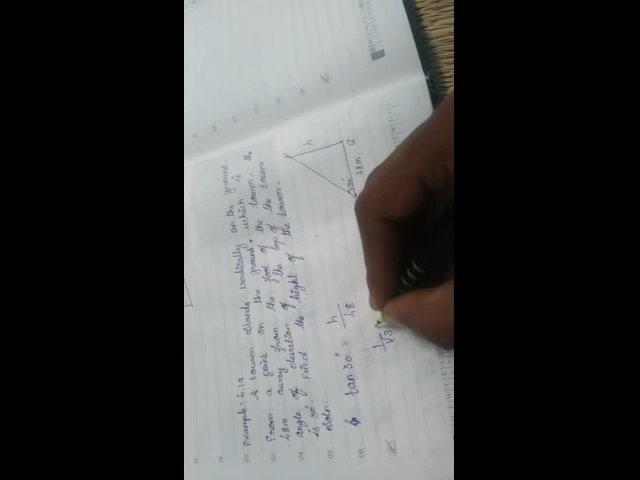 Example: 6.19
A tower stands vertically on the ground.
From a point on the ground, which is
48m away from the foot of the tower, the
angle of elevation of the top of the tower
is 30°. Find the height of the tower.
Soln:
P
h
Q
48m
30°
tan 30° = h/48
1/√3